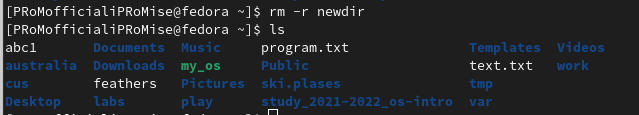 [PRoMofficialiPRoMise@fedora ~]$ rm -r newdir
[PRoMofficialiPRoMise@fedora ~]$ ls
abc1 Documents Music program.txt Templates Videos
australia Downloads my_os Public text.txt work
cus feathers Pictures ski.plases tmp
Desktop labs play study_2021-2022_os-intro var